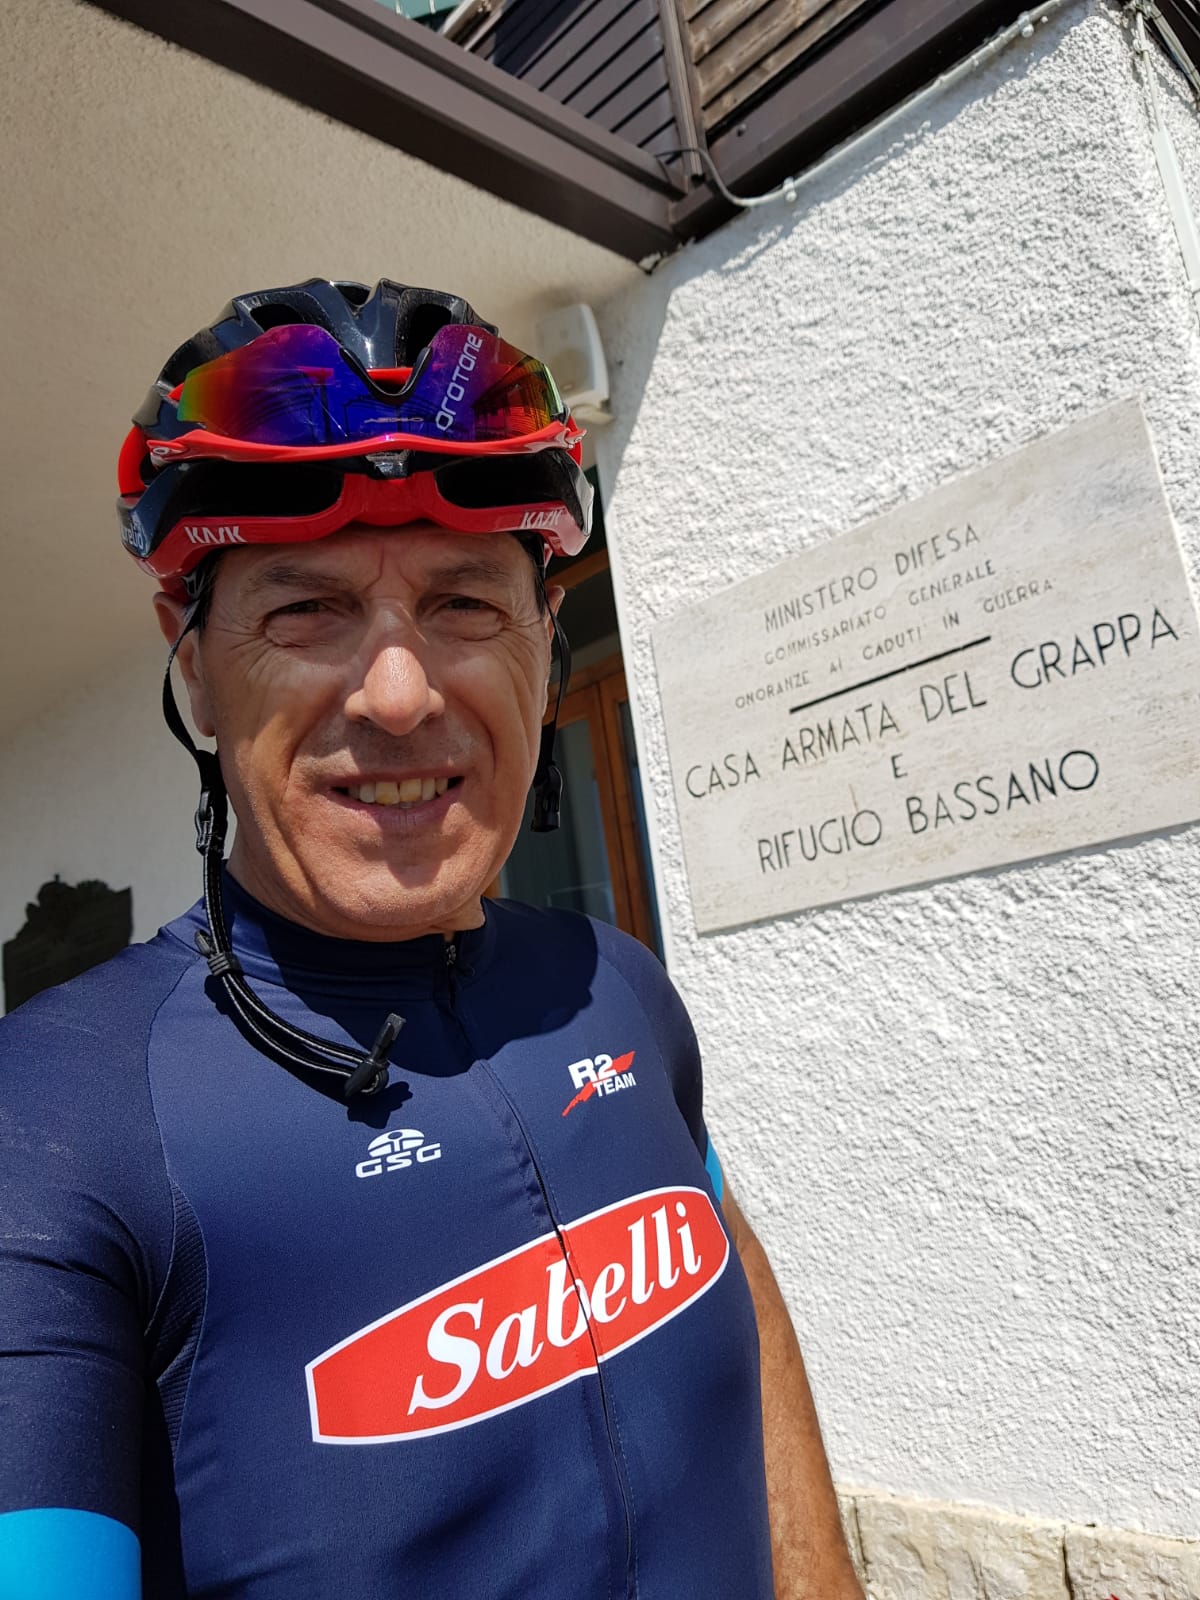 PROTONE
KASK
KASK
MINISTERO DIFESA
COMMISSARIATO GENERALE
ONORANZE AI CADUTI IN GUERRA
CASA ARMATA DEL GRAPPA
E
RIFUGIO BASSANO
R2
TEAM
GSG
Sabelli